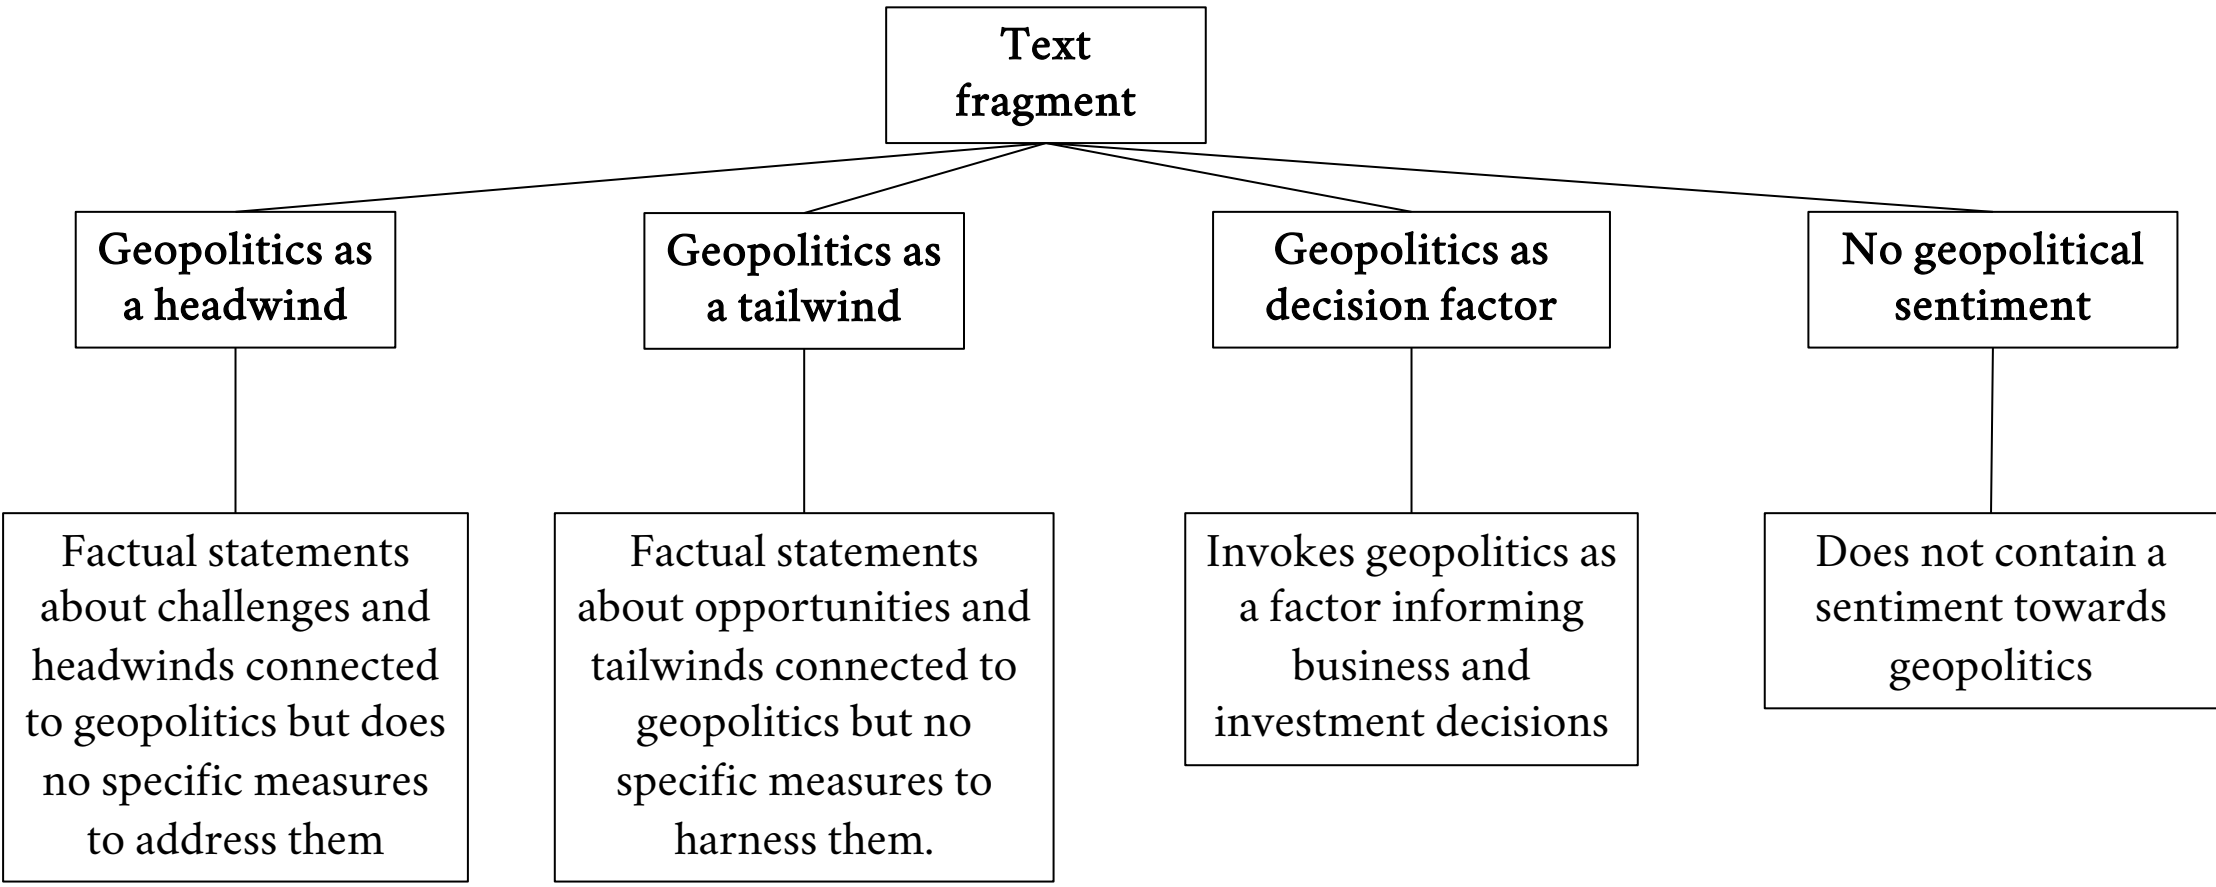 Text
fragment
Geopolitics as
a headwind
Geopolitics as
a tailwind
Geopolitics as
decision factor
No geopolitical
sentiment
Factual statements
about challenges and
headwinds connected
to geopolitics but does
no specific measures
to address them
Factual statements
about opportunities and
tailwinds connected to
geopolitics but no
specific measures to
harness them.
Invokes geopolitics as
a factor informing
business and
investment decisions
Does not contain a
sentiment towards
geopolitics